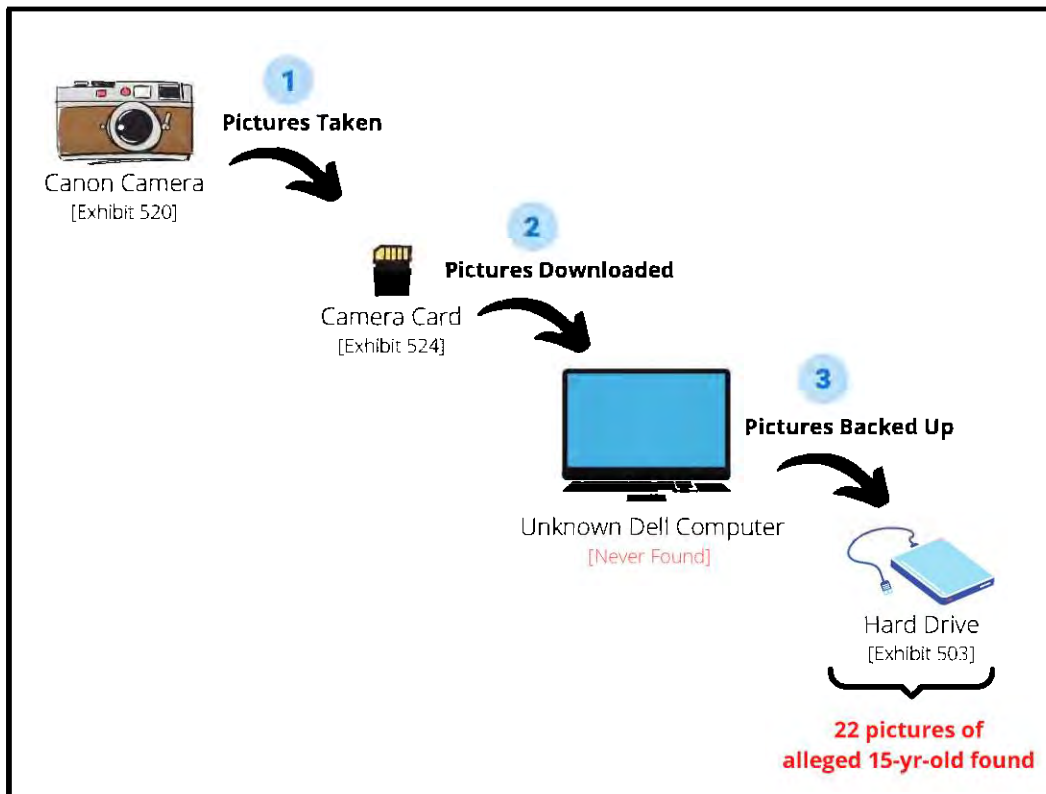 1
Pictures Taken
Canon Camera
[Exhibit 520]
2
Pictures Downloaded
Camera Card
[Exhibit 524]
3
Pictures Backed Up
Unknown Dell Computer
[Never Found]
Hard Drive
[Exhibit 503]
22 pictures of
alleged 15-yr-old found